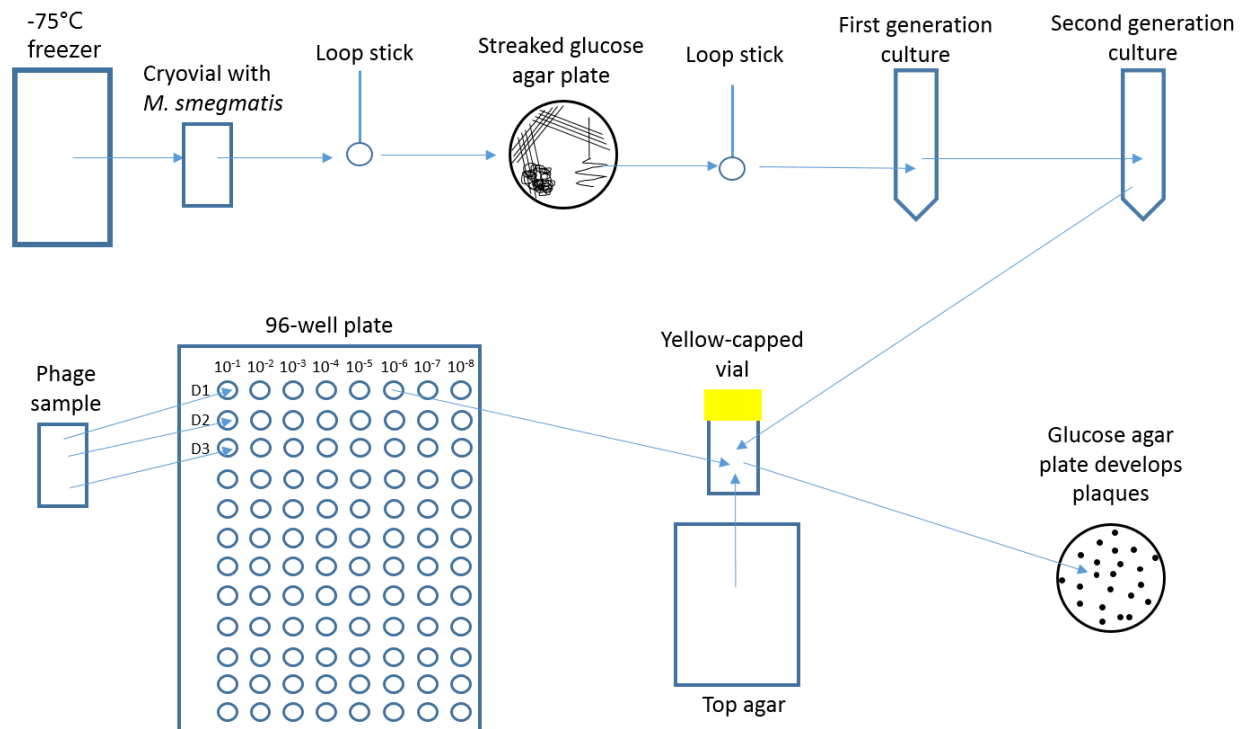 -75°C
freezer
Cryovial with
M. smegmatis
Loop stick
Streaked glucose
agar plate
Loop stick
First generation
culture
Second generation
culture
Phage
sample
96-well plate
10⁻¹ 10⁻² 10⁻³ 10⁻⁴ 10⁻⁵ 10⁻⁶ 10⁻⁷ 10⁻⁸
D1
D2
D3
Yellow-capped
vial
Top agar
Glucose agar
plate develops
plaques